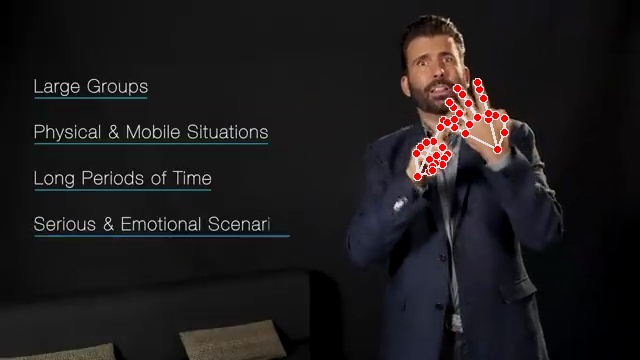 Large Groups
Physical & Mobile Situations
Long Periods of Time
Serious & Emotional Scenari